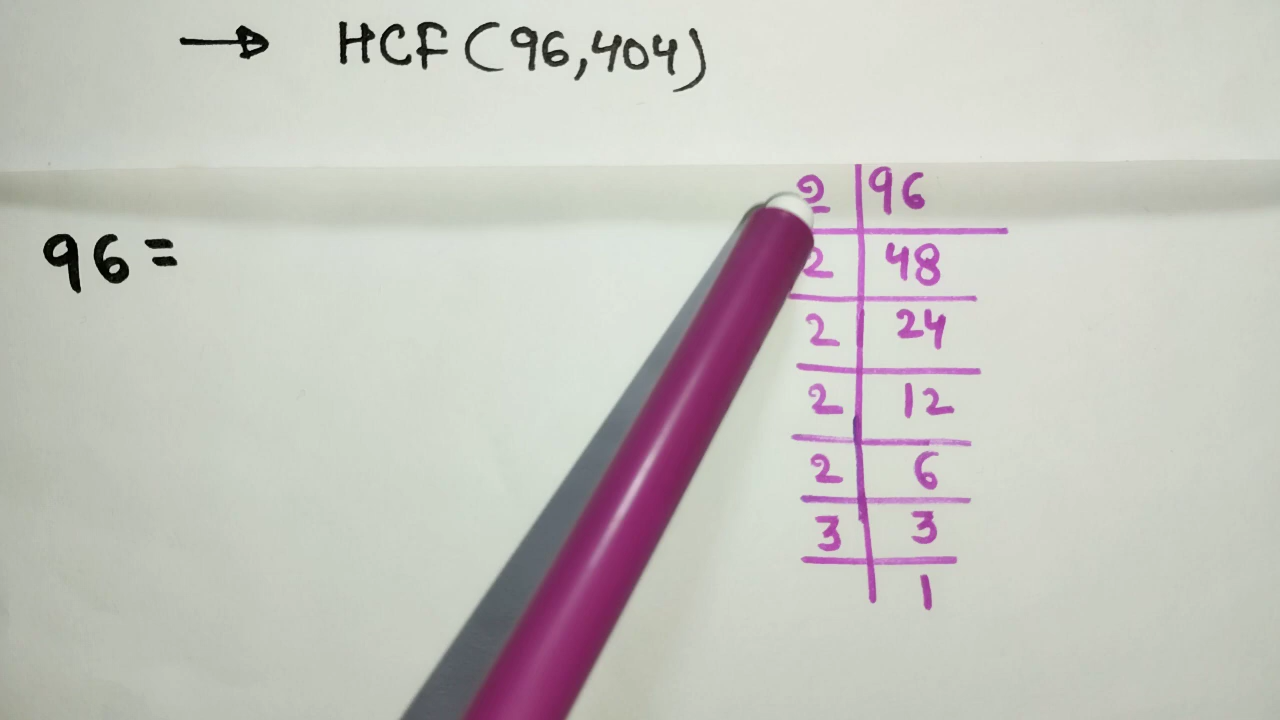 → HCF(96,404)
96=
2 | 96
2 | 48
2 | 24
2 | 12
2 | 6
3 | 3
1